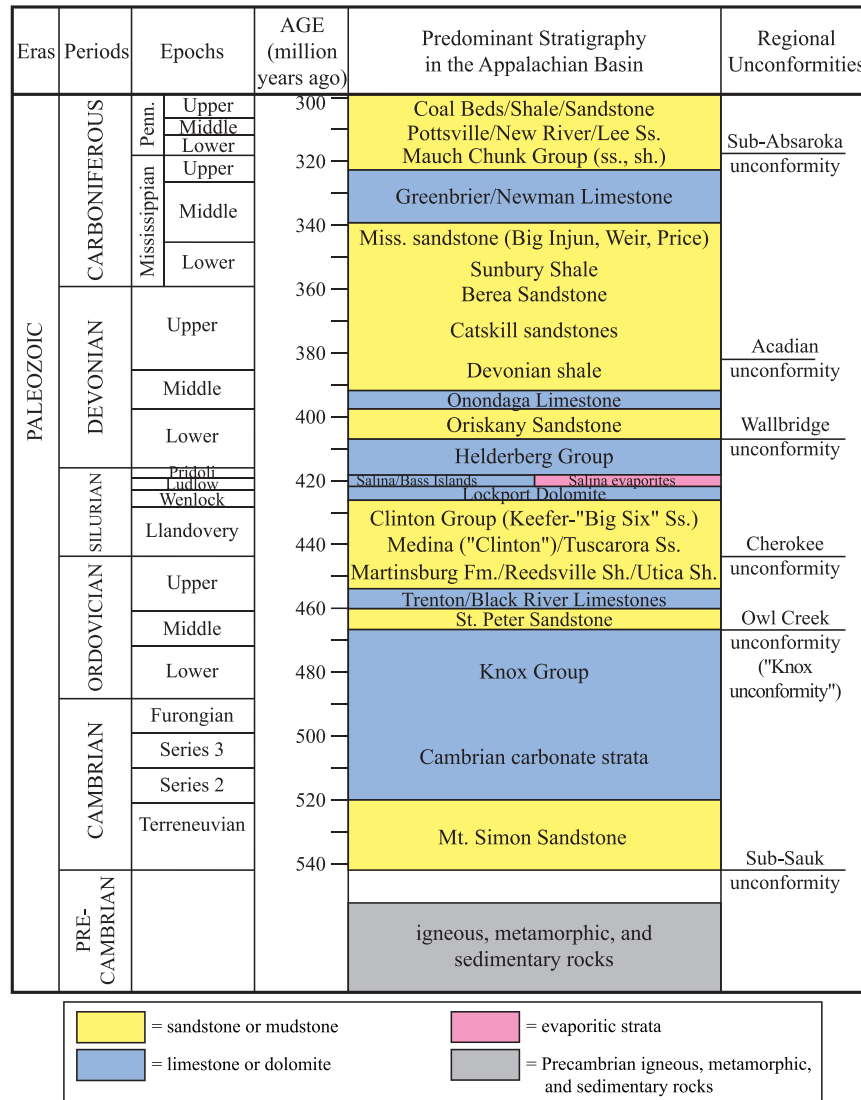 Eras
Periods
Epochs
AGE
(million
years ago)
Predominant Stratigraphy
in the Appalachian Basin
Regional
Unconformities
PALEOZOIC
CARBONIFEROUS
Penn.
Upper
Middle
Lower
Mississippian
Upper
Middle
Lower
DEVONIAN
Upper
Middle
Lower
SILURIAN
Pridoli
Ludlow
Wenlock
Llandovery
ORDOVICIAN
Upper
Middle
Lower
CAMBRIAN
Furongian
Series 3
Series 2
Terreneuvian
PRE-
CAMBRIAN
300
320
340
360
380
400
420
440
460
480
500
520
540
Coal Beds/Shale/Sandstone
Pottsville/New River/Lee Ss.
Mauch Chunk Group (ss., sh.)
Greenbrier/Newman Limestone
Miss. sandstone (Big Injun, Weir, Price)
Sunbury Shale
Berea Sandstone
Catskill sandstones
Devonian shale
Onondaga Limestone
Oriskany Sandstone
Helderberg Group
Salina/Bass Islands
Salina evaporites
Lockport Dolomite
Clinton Group (Keefer-"Big Six" Ss.)
Medina ("Clinton")/Tuscarora Ss.
Martinsburg Fm./Reedsville Sh./Utica Sh.
Trenton/Black River Limestones
St. Peter Sandstone
Knox Group
Cambrian carbonate strata
Mt. Simon Sandstone
igneous, metamorphic, and
sedimentary rocks
Sub-Absaroka
unconformity
Acadian
unconformity
Wallbridge
unconformity
Cherokee
unconformity
Owl Creek
unconformity
("Knox
unconformity")
Sub-Sauk
unconformity
= sandstone or mudstone
= limestone or dolomite
= evaporitic strata
= Precambrian igneous, metamorphic,
and sedimentary rocks